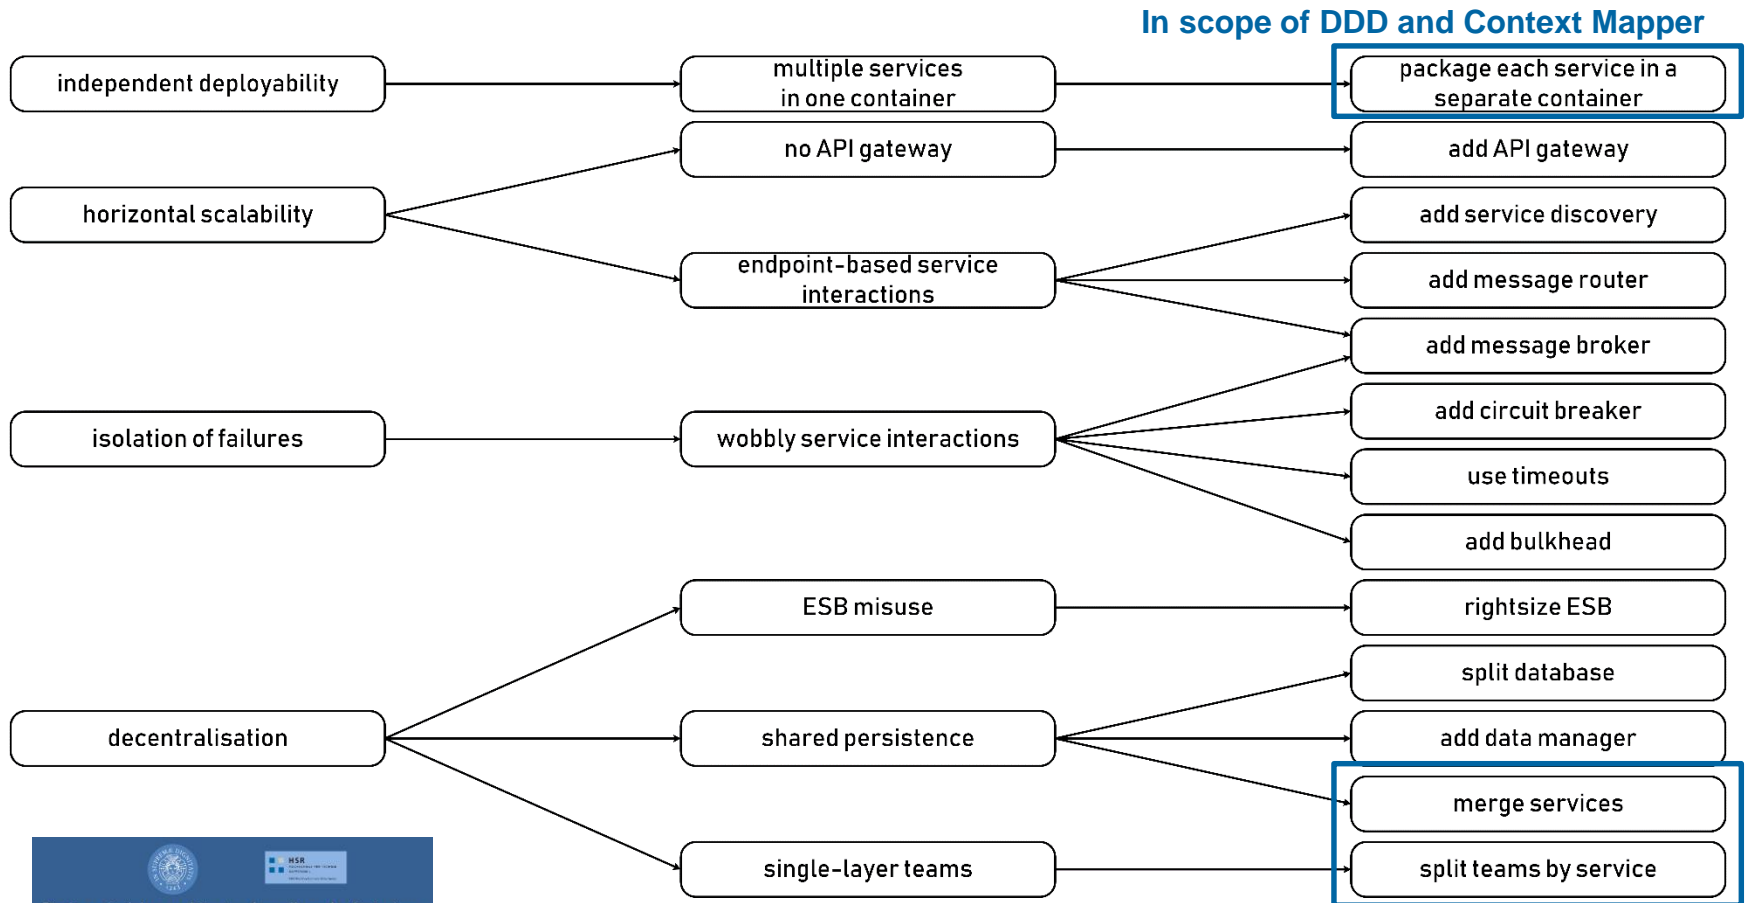 In scope of DDD and Context Mapper
independent deployability
multiple services
in one container
package each service in a
separate container
no API gateway
add API gateway
horizontal scalability
add service discovery
endpoint-based service
interactions
add message router
add message broker
isolation of failures
wobbly service interactions
add circuit breaker
use timeouts
add bulkhead
ESB misuse
rightsize ESB
split database
decentralisation
shared persistence
add data manager
merge services
single-layer teams
split teams by service
HSR